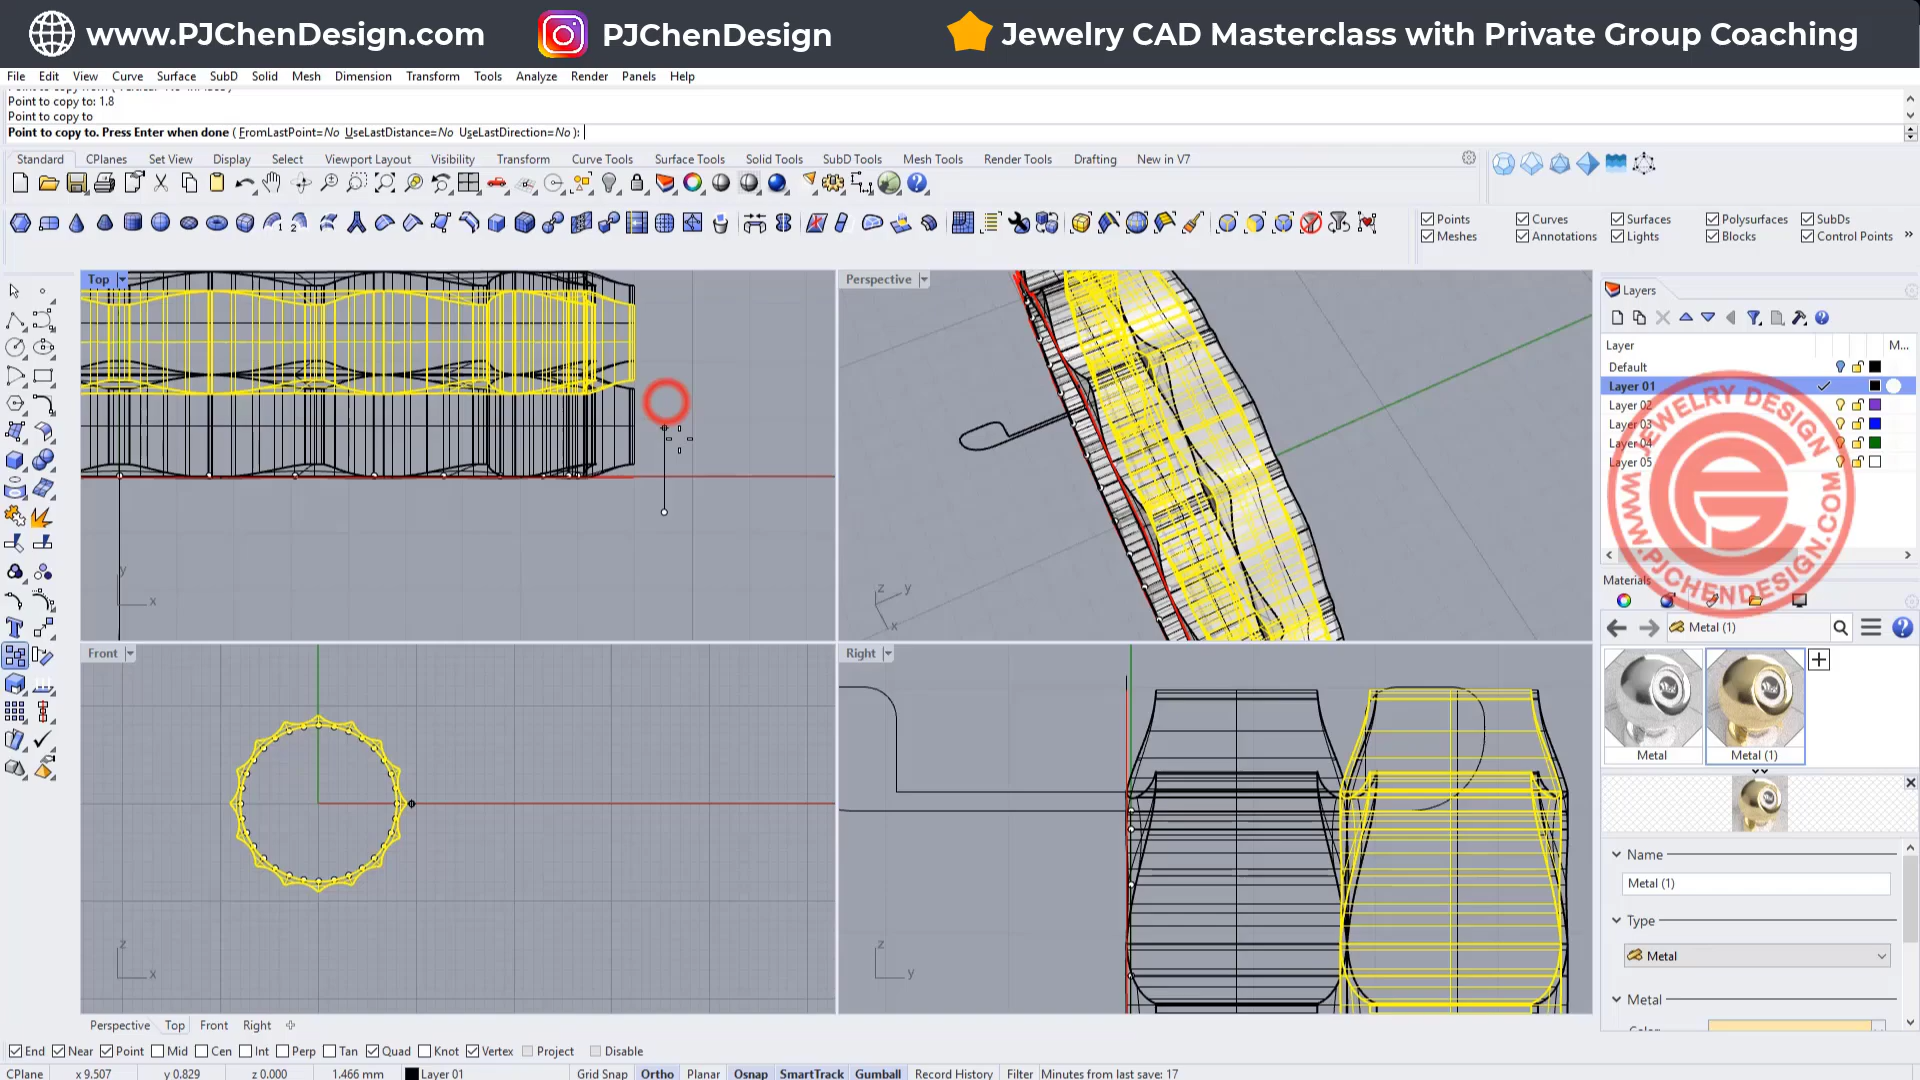 www.PJChenDesign.com PJChenDesign Jewelry CAD Masterclass with Private Group Coaching
File Edit View Curve Surface SubD Solid Mesh Dimension Transform Tools Analyze Render Panels Help
Point to copy to: 1.8
Point to copy to
Point to copy to. Press Enter when done ( FromLastPoint=No UseLastDistance=No UseLastDirection=No ):
Standard CPlanes Set View Display Select Viewport Layout Visibility Transform Curve Tools Surface Tools Solid Tools SubD Tools Mesh Tools Render Tools Drafting New in V7
Points Curves Surfaces Polysurfaces SubDs
Meshes Annotations Lights Blocks Control Points
Top
Perspective
Layers
Layer M...
Default
Layer 01
Layer 02
Layer 03
Layer 04
Layer 05
JEWELRY DESIGN
WWW.PJCHENDESIGN.COM
y
x
z
y
x
Materials
Metal (1)
Front
Right
Metal Metal (1)
Name
Metal (1)
Type
Metal
Metal
z
x
z
y
Perspective Top Front Right
End Near Point Mid Cen Int Perp Tan Quad Knot Vertex Project Disable
CPlane x 9.507 y 0.829 z 0.000 1.466 mm Layer 01 Grid Snap Ortho Planar Osnap SmartTrack Gumball Record History Filter Minutes from last save: 17